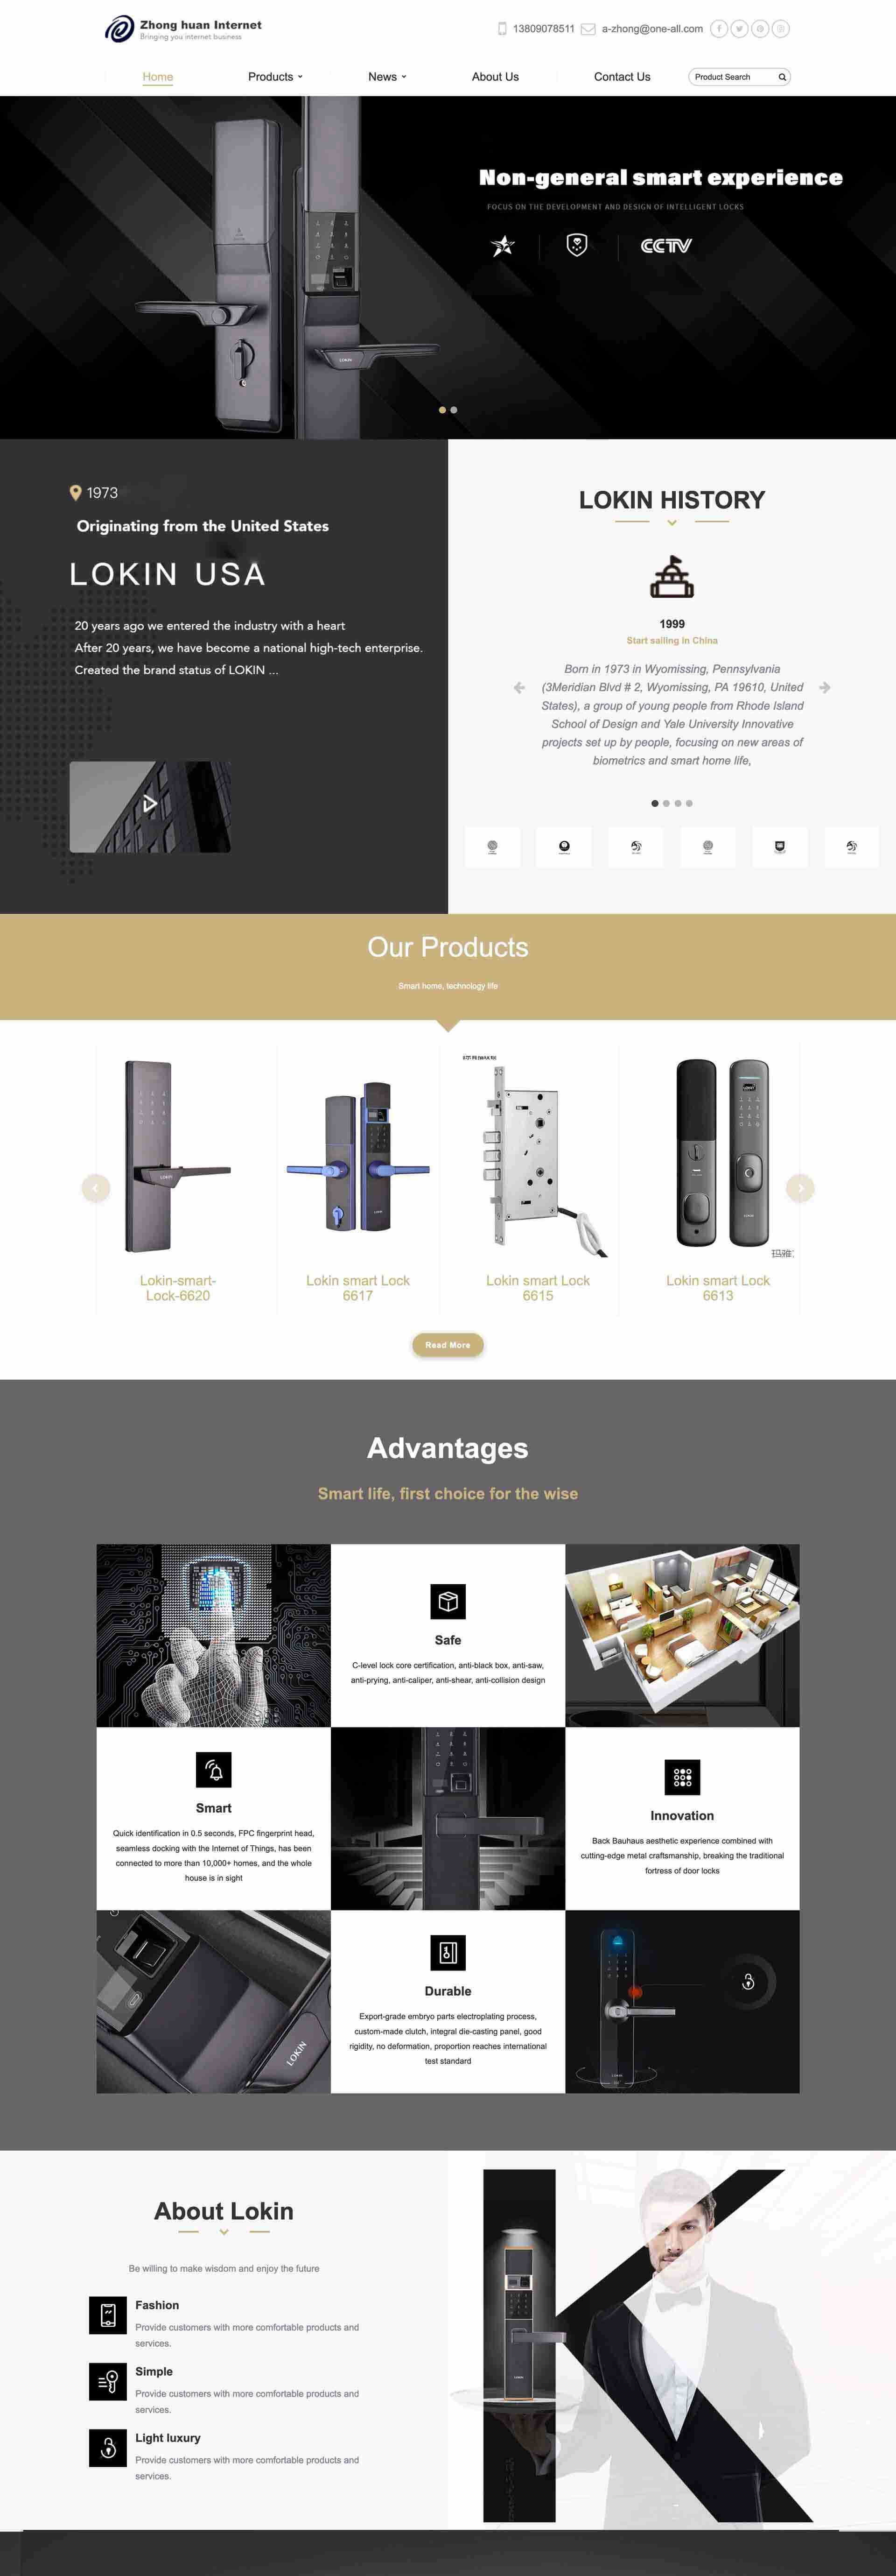 Zhong huan Internet
Bringing you internet business
13809078511
a-zhong@one-all.com
Home
Products
News
About Us
Contact Us
Product Search
Non-general smart experience
FOCUS ON THE DEVELOPMENT AND DESIGN OF INTELLIGENT LOCKS
CCTV
LOKIN
1973
Originating from the United States
LOKIN USA
20 years ago we entered the industry with a heart
After 20 years, we have become a national high-tech enterprise.
Created the brand status of LOKIN ...
LOKIN HISTORY
1999
Start sailing in China
Born in 1973 in Wyomissing, Pennsylvania
(3Meridian Blvd # 2, Wyomissing, PA 19610, United
States), a group of young people from Rhode Island
School of Design and Yale University Innovative
projects set up by people, focusing on new areas of
biometrics and smart home life,
Our Products
Smart home, technology life
LOKIN
LOKIN
LOKIN
Lokin-smart-
Lock-6620
Lokin smart Lock
6617
Lokin smart Lock
6615
Lokin smart Lock
6613
Read More
Advantages
Smart life, first choice for the wise
Safe
C-level lock core certification, anti-black box, anti-saw,
anti-prying, anti-caliper, anti-shear, anti-collision design
Smart
Quick identification in 0.5 seconds, FPC fingerprint head,
seamless docking with the Internet of Things, has been
connected to more than 10,000+ homes, and the whole
house is in sight
Innovation
Back Bauhaus aesthetic experience combined with
cutting-edge metal craftsmanship, breaking the traditional
fortress of door locks
LOKIN
Durable
Export-grade embryo parts electroplating process,
custom-made clutch, integral die-casting panel, good
rigidity, no deformation, proportion reaches international
test standard
LOKIN
About Lokin
Be willing to make wisdom and enjoy the future
Fashion
Provide customers with more comfortable products and
services.
Simple
Provide customers with more comfortable products and
services.
Light luxury
Provide customers with more comfortable products and
services.
LOKIN